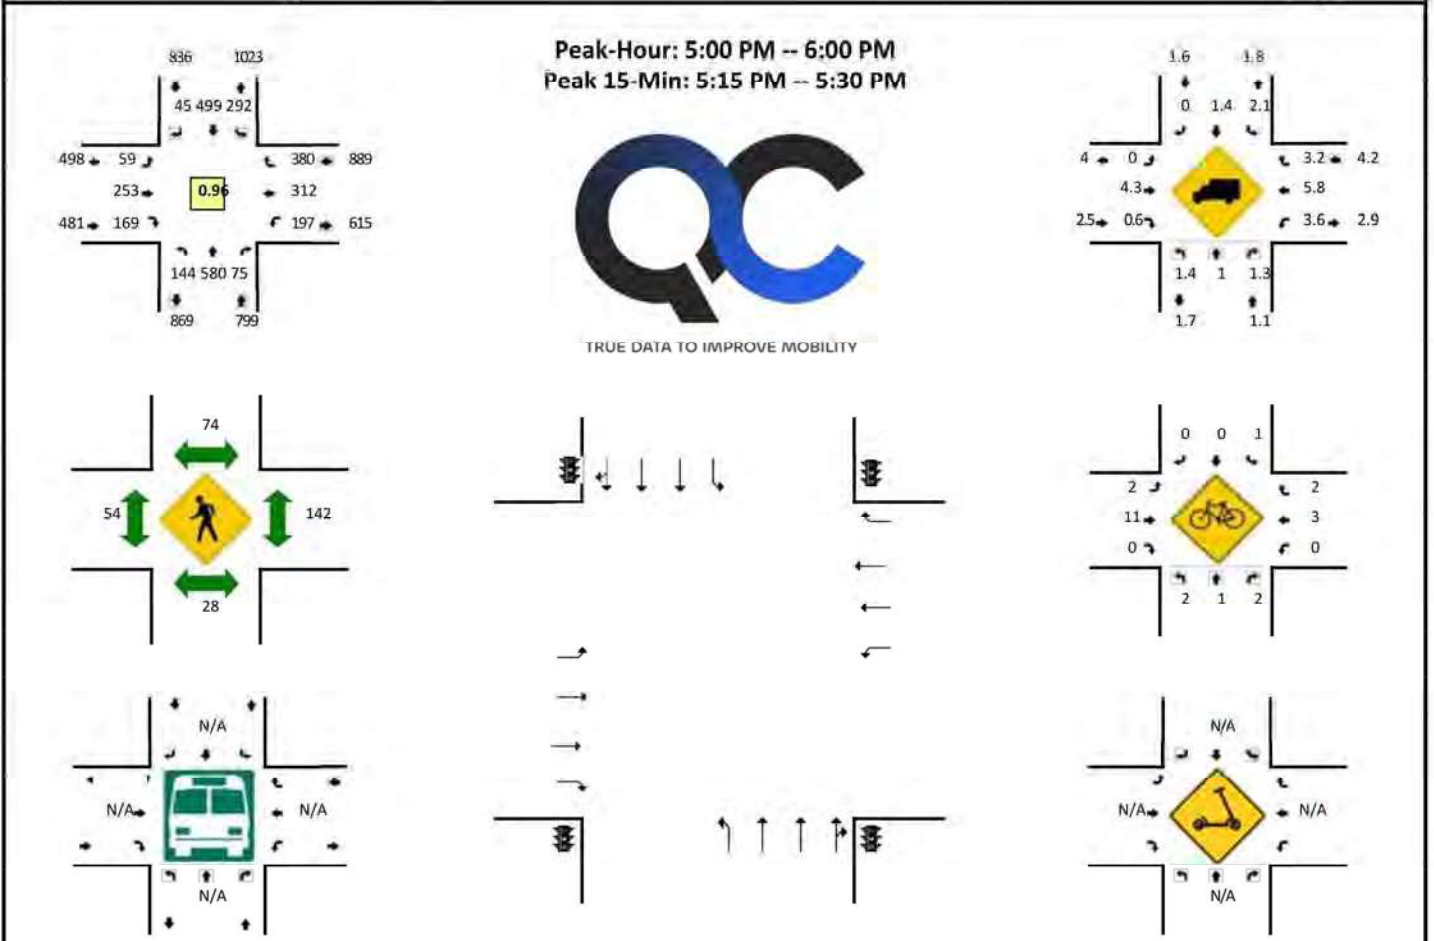 Peak-Hour: 5:00 PM -- 6:00 PM
Peak 15-Min: 5:15 PM -- 5:30 PM
QC
TRUE DATA TO IMPROVE MOBILITY
836 1023
45 499 292
498 59 380 889
253 0.96 312
481 169 197 615
144 580 75
869 799
1.6 1.8
0 1.4 2.1
4 0 3.2 4.2
4.3 5.8
2.5 0.6 3.6 2.9
1.4 1 1.3
1.7 1.1
74
54 142
28
0 0 1
2 2
11 3
0 0
2 1 2
N/A
N/A N/A
N/A
N/A
N/A N/A
N/A